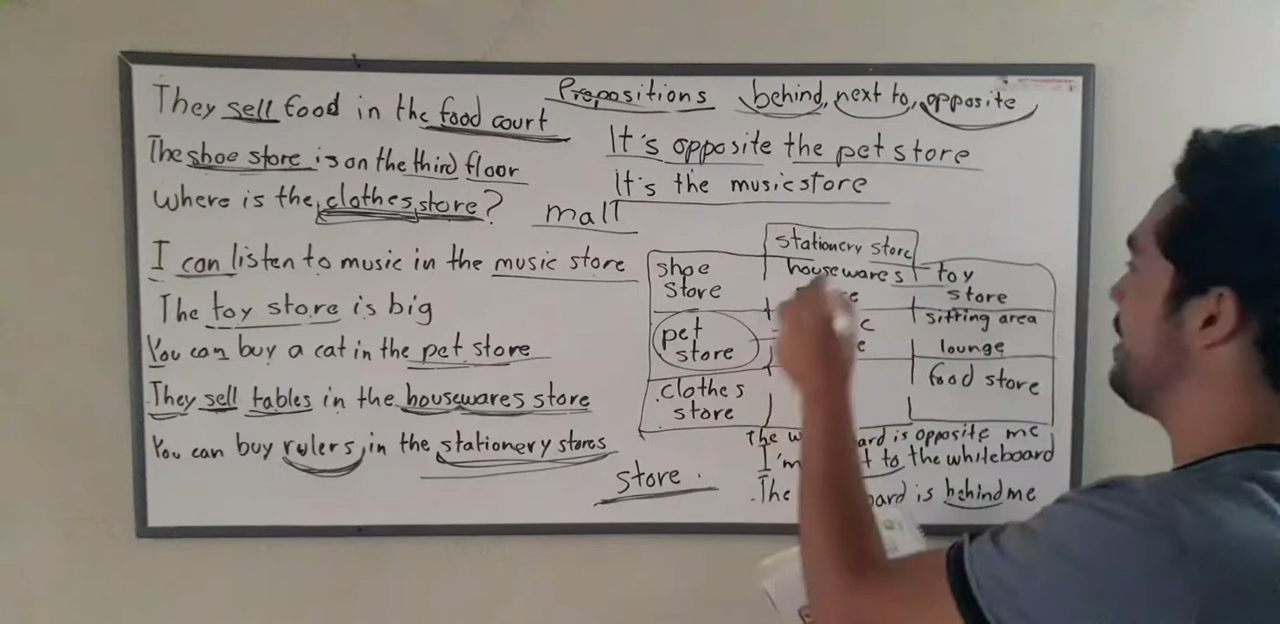 They sell food in the food court
The shoe store is on the third floor
Where is the clothes store?
mall
I can listen to music in the music store
The toy store is big
You can buy a cat in the pet store
They sell tables in the housewares store
You can buy rulers in the stationery stores
store.
Prepositions behind, next to, opposite
It's opposite the pet store
It's the music store
stationery store
shoe store
housewares
toy store
pet store
sitting area
lounge
clothes store
food store
The is opposite me
I'm to the whiteboard
.The is behind me